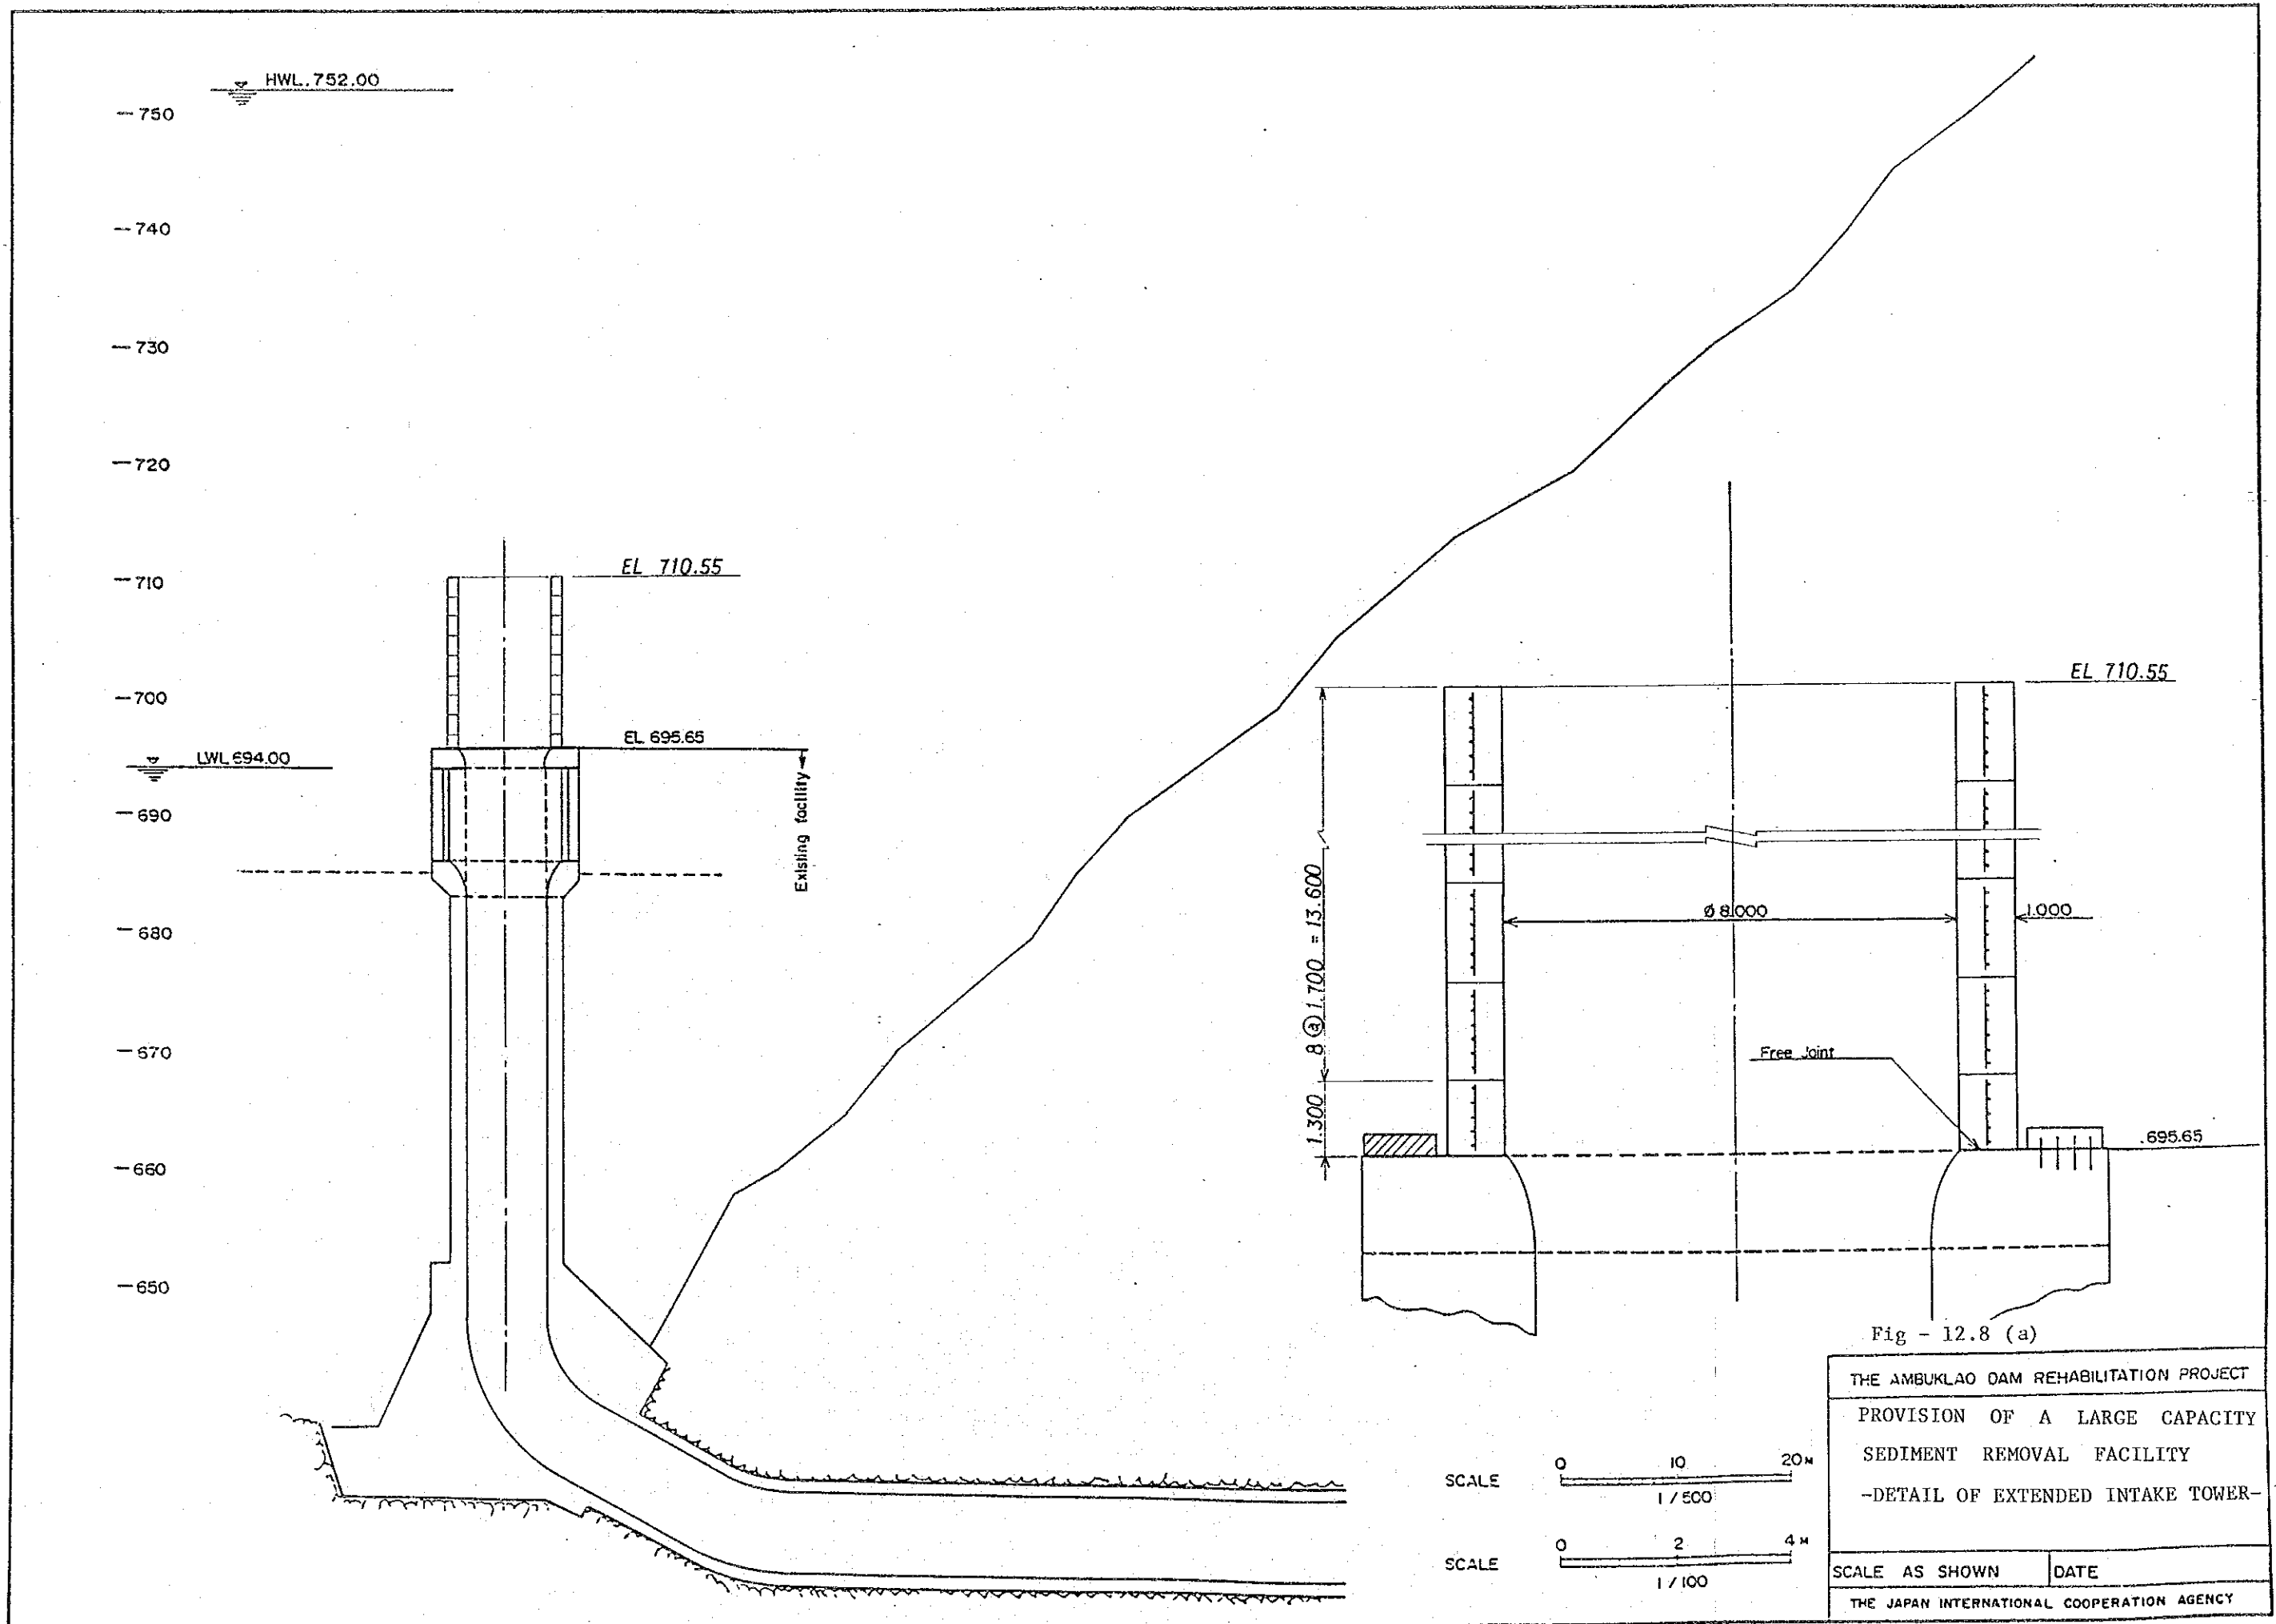 HWL.752.00
750
740
730
720
710
700
690
680
670
660
650
EL 710.55
EL 695.65
LWL 694.00
Existing facility
EL 710.55
8 @ 1.700 = 13.600
1.300
Ø 8.000
1.000
Free Joint
695.65
Fig - 12.8 (a)
SCALE
0 10 20 M
1/500
SCALE
0 2 4 M
1/100
THE AMBUKLAO DAM REHABILITATION PROJECT
PROVISION OF A LARGE CAPACITY
SEDIMENT REMOVAL FACILITY
-DETAIL OF EXTENDED INTAKE TOWER-
SCALE AS SHOWN DATE
THE JAPAN INTERNATIONAL COOPERATION AGENCY